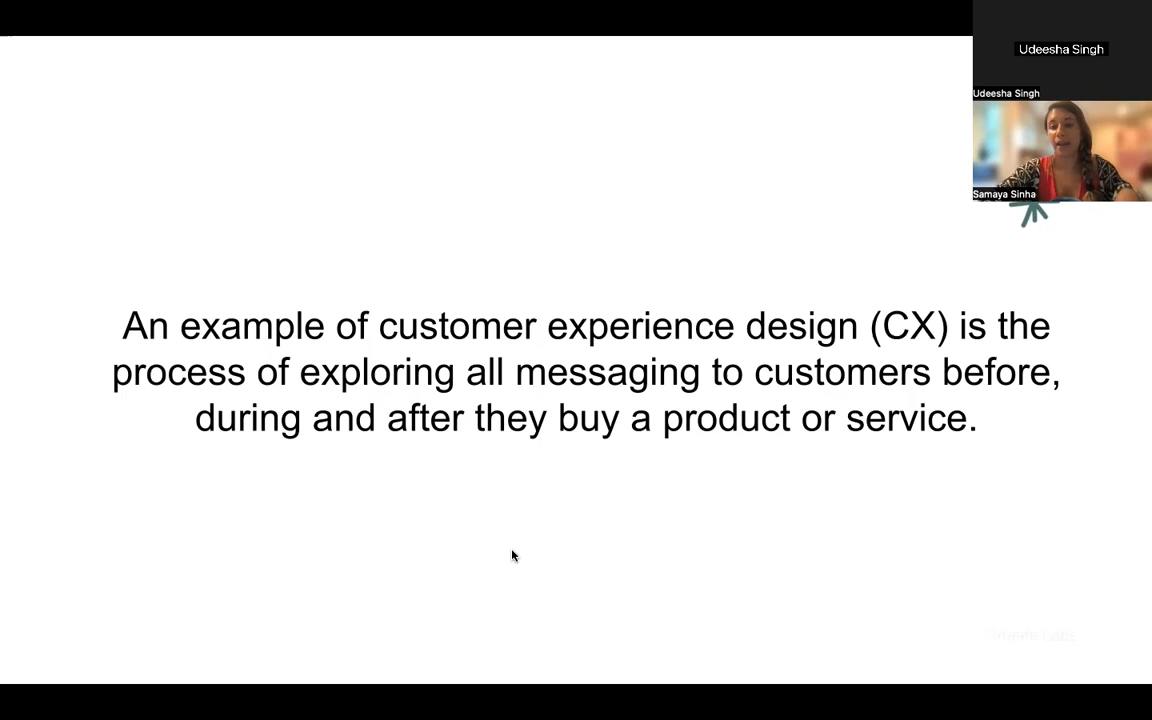 Udeesha Singh
Udeesha Singh
Samaya Sinha
An example of customer experience design (CX) is the
process of exploring all messaging to customers before,
during and after they buy a product or service.